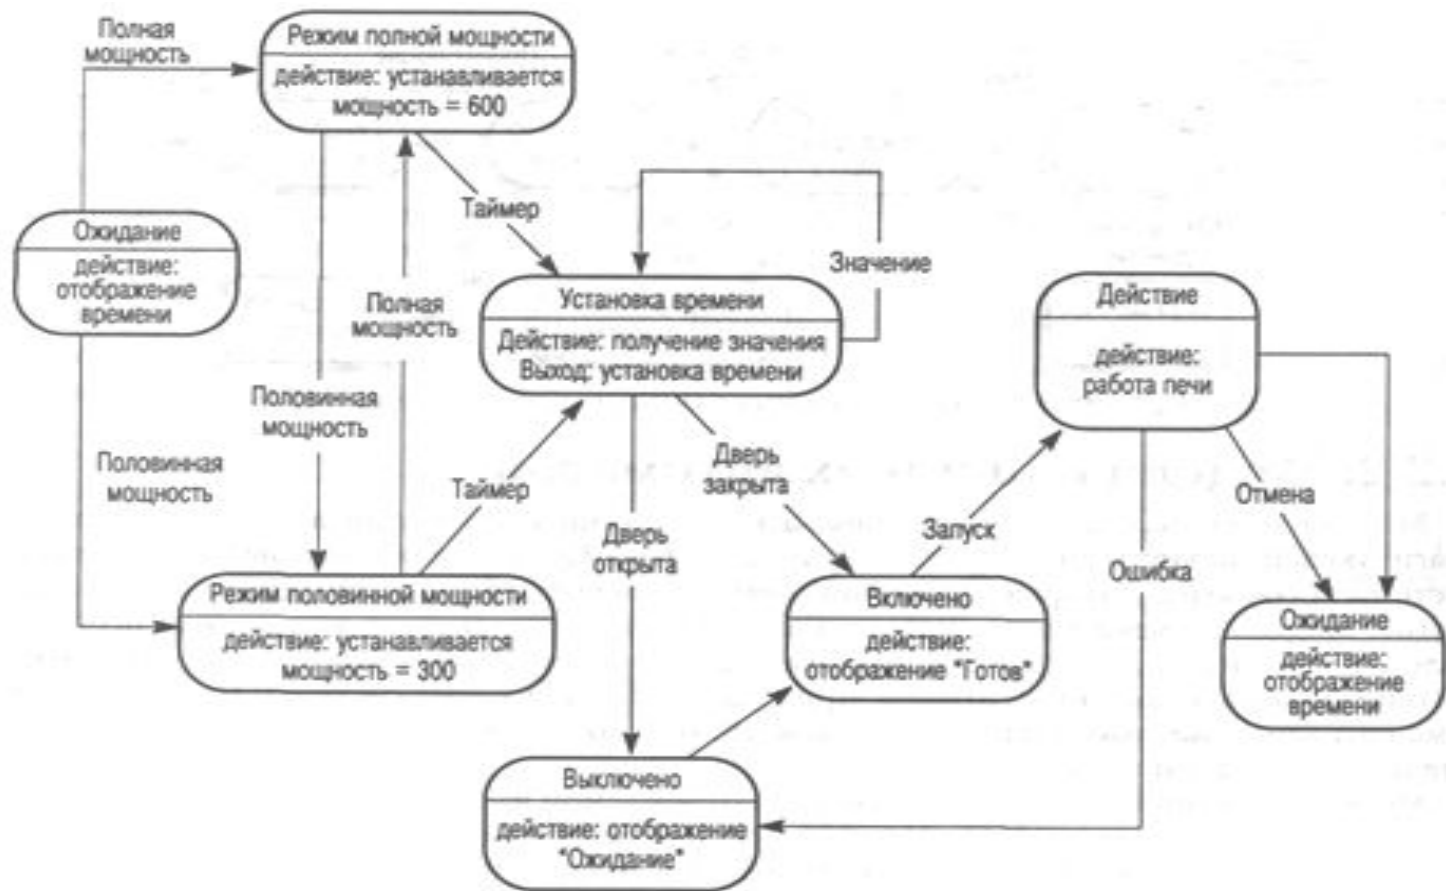 Полная
мощность
Режим полной мощности
действие: устанавливается
мощность = 600
Таймер
Ожидание
действие:
отображение
времени
Полная
мощность
Значение
Установка времени
Действие: получение значения
Выход: установка времени
Действие
действие:
работа печи
Половинная
мощность
Половинная
мощность
Таймер
Дверь
закрыта
Отмена
Запуск
Дверь
открыта
Ошибка
Режим половинной мощности
действие: устанавливается
мощность = 300
Включено
действие:
отображение "Готов"
Ожидание
действие:
отображение
времени
Выключено
действие: отображение
"Ожидание"